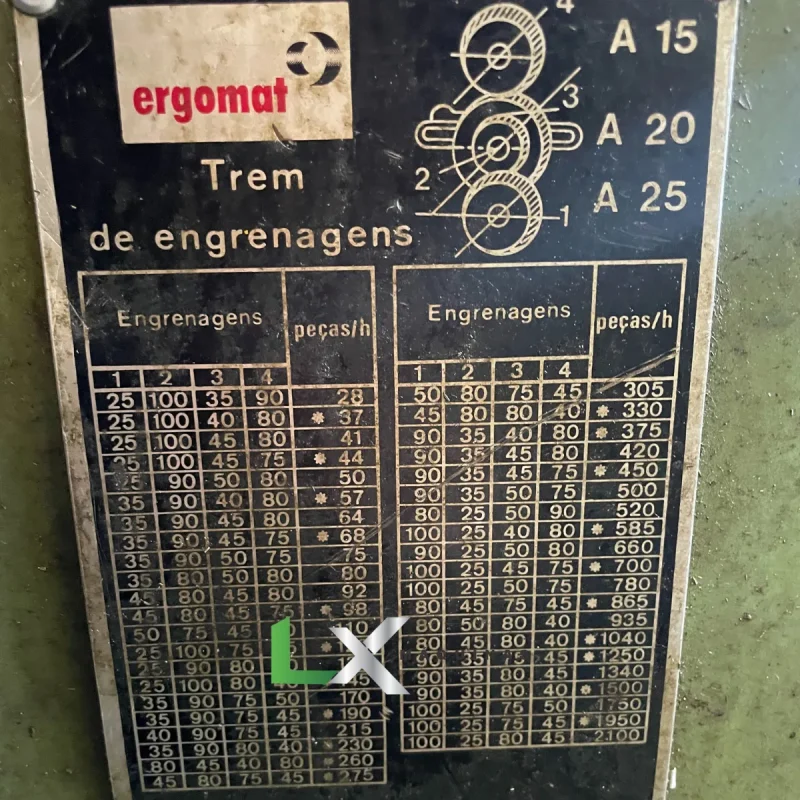 ergomat
4
A 15
3
A 20
2
A 25
1
Trem
de engrenagens
Engrenagens peças/h
1 2 3 4
25 100 35 90 28
25 100 40 80 * 37
25 100 45 80 41
25 100 45 75 * 44
25 90 50 80 50
35 90 40 80 * 57
35 90 45 80 64
35 90 45 75 * 68
35 90 50 75 75
35 80 50 80 80
45 80 45 80 92
45 80 45 75 * 98
50 75 45
25 100 75
25 90 80
25 100 80
35 90 75 50 170
35 90 75 45 * 190
40 90 75 45 215
35 90 80 40 * 230
80 45 40 80 * 260
45 80 75 45 * 275
Engrenagens peças/h
1 2 3 4
50 80 75 45 305
45 80 80 40 * 330
90 35 40 80 * 375
90 35 45 80 420
90 35 45 75 * 450
90 35 50 75 500
80 25 50 90 520
100 25 40 80 * 585
90 25 50 80 660
100 25 45 75 * 700
100 25 50 75 780
80 45 75 45 * 865
80 50 80 40 935
80 45 80 40 * 1040
90 35 75 45 * 1250
90 35 80 45 1340
90 35 80 40 * 1500
100 25 75 50 1750
100 25 75 45 * 1950
100 25 80 45 2100
LX